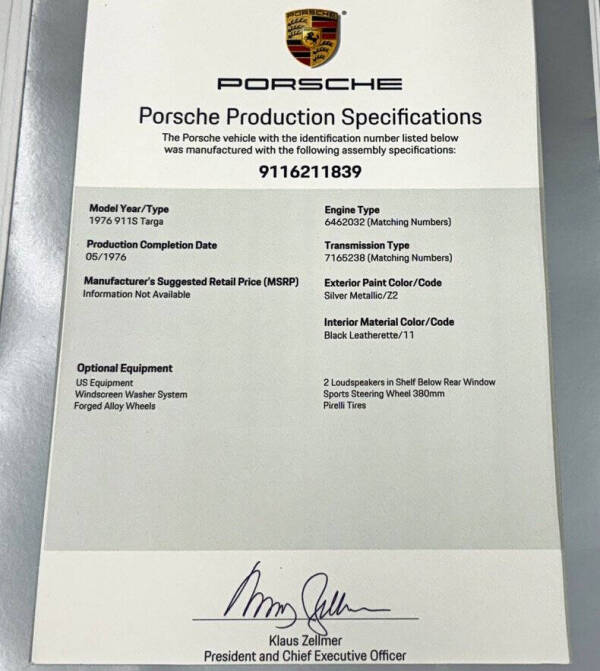 PORSCHE
PORSCHE
Porsche Production Specifications
The Porsche vehicle with the identification number listed below
was manufactured with the following assembly specifications:
9116211839
Model Year/Type
1976 911S Targa
Production Completion Date
05/1976
Manufacturer's Suggested Retail Price (MSRP)
Information Not Available
Engine Type
6462032 (Matching Numbers)
Transmission Type
7165238 (Matching Numbers)
Exterior Paint Color/Code
Silver Metallic/Z2
Interior Material Color/Code
Black Leatherette/11
Optional Equipment
US Equipment
Windscreen Washer System
Forged Alloy Wheels
2 Loudspeakers in Shelf Below Rear Window
Sports Steering Wheel 380mm
Pirelli Tires
Klaus Zellmer
President and Chief Executive Officer